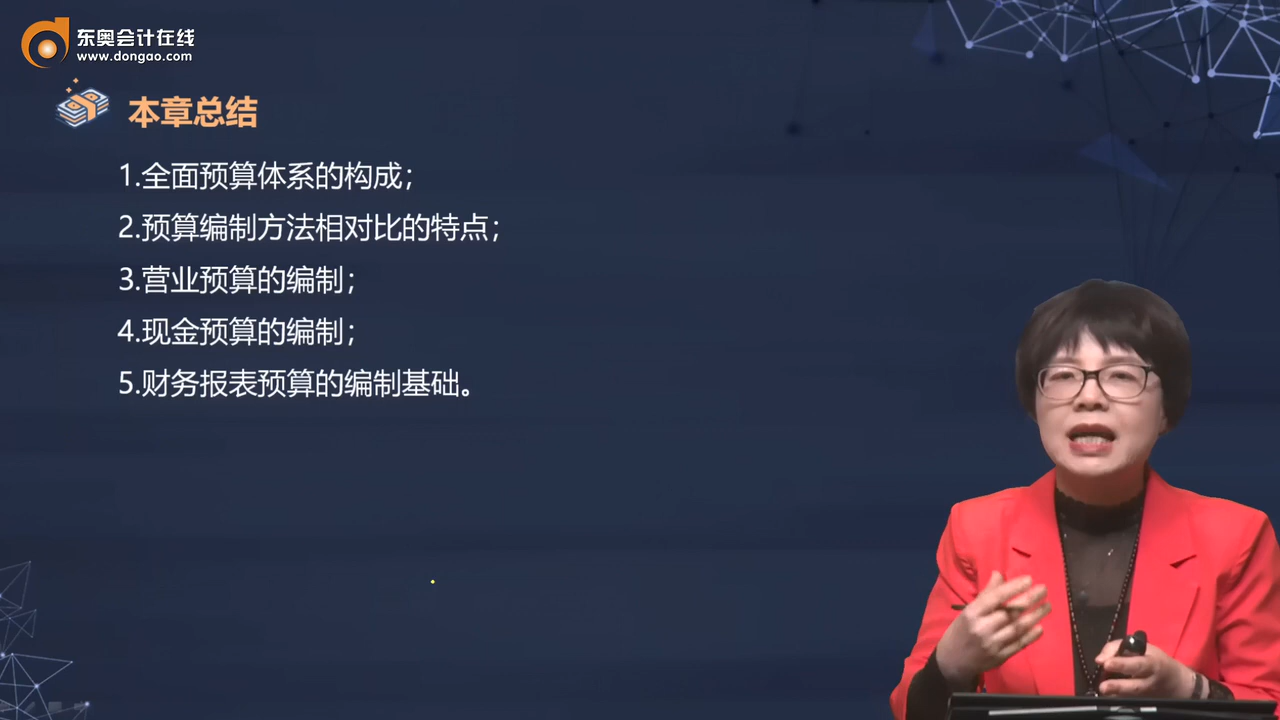 东奥会计在线
www.dongao.com
本章总结
1.全面预算体系的构成；
2.预算编制方法相对比的特点；
3.营业预算的编制；
4.现金预算的编制；
5.财务报表预算的编制基础。